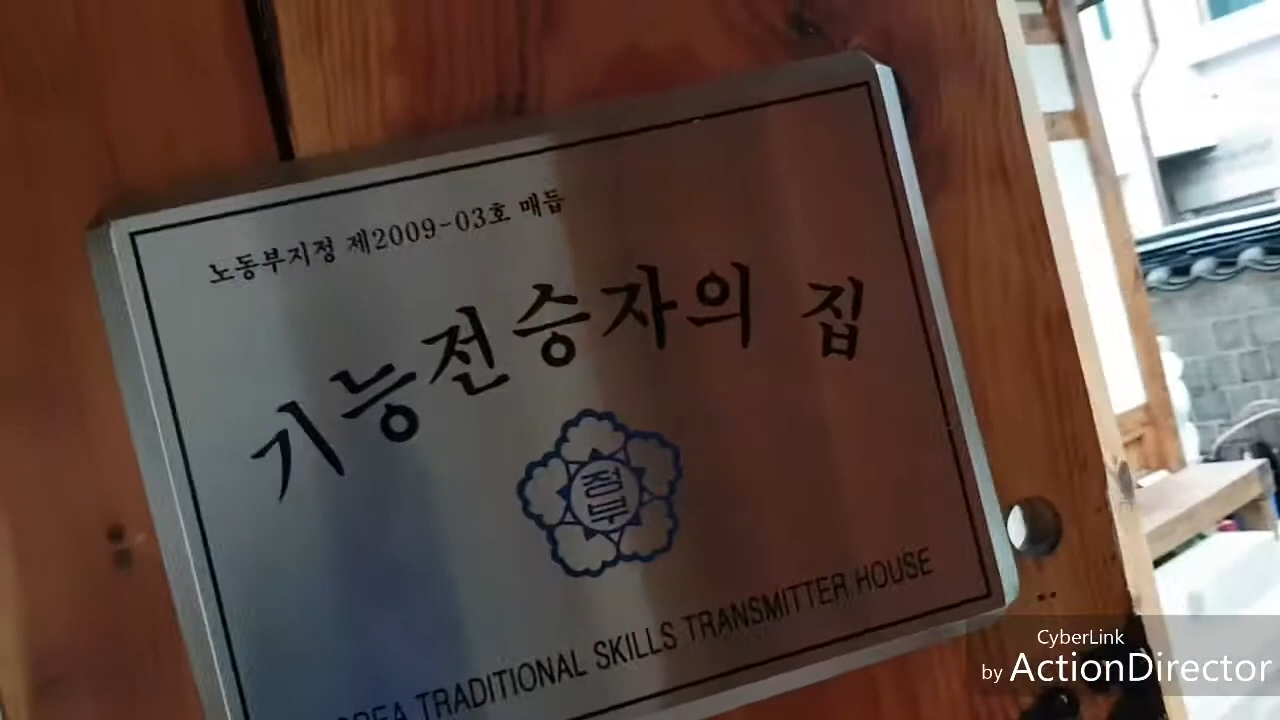 노동부지정 제2009-03호 매듭
기능전승자의 집
정부
TRADITIONAL SKILLS TRANSMITTER HOUSE
CyberLink
by ActionDirector